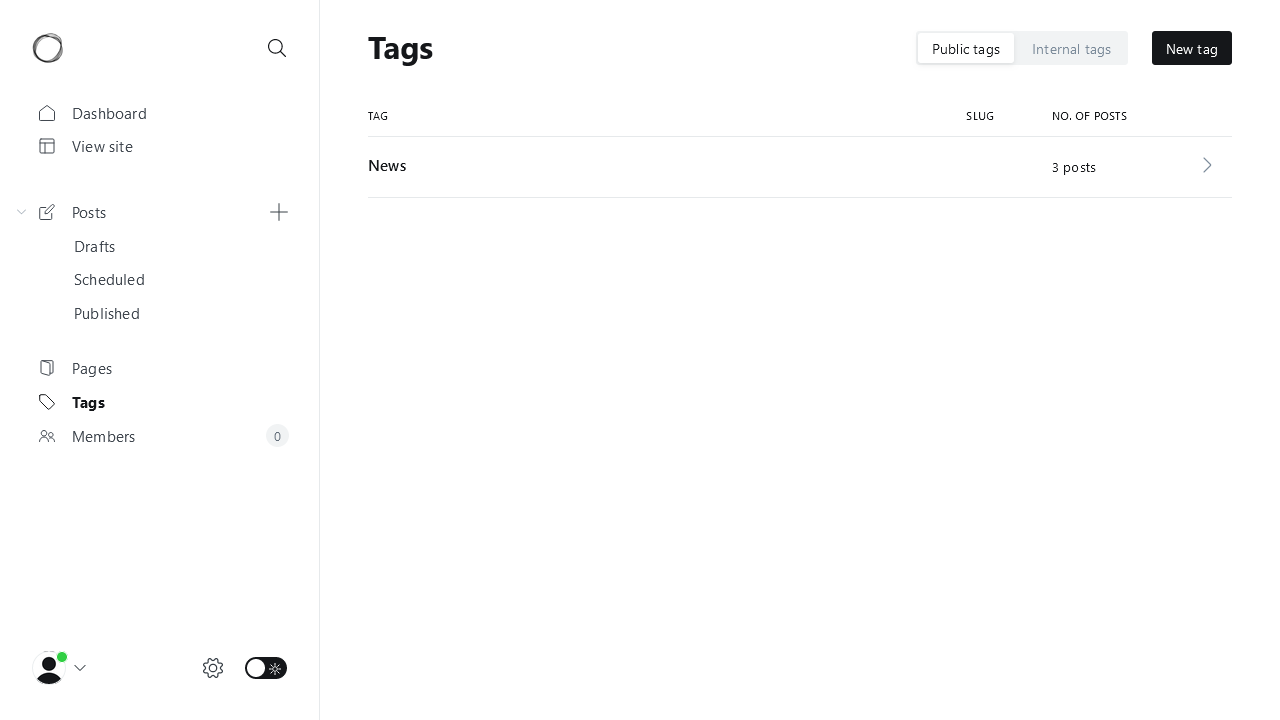 Tags
Public tags
Internal tags
New tag
Dashboard
View site
Posts
Drafts
Scheduled
Published
Pages
Tags
Members
0
TAG
SLUG
NO. OF POSTS
News
3 posts